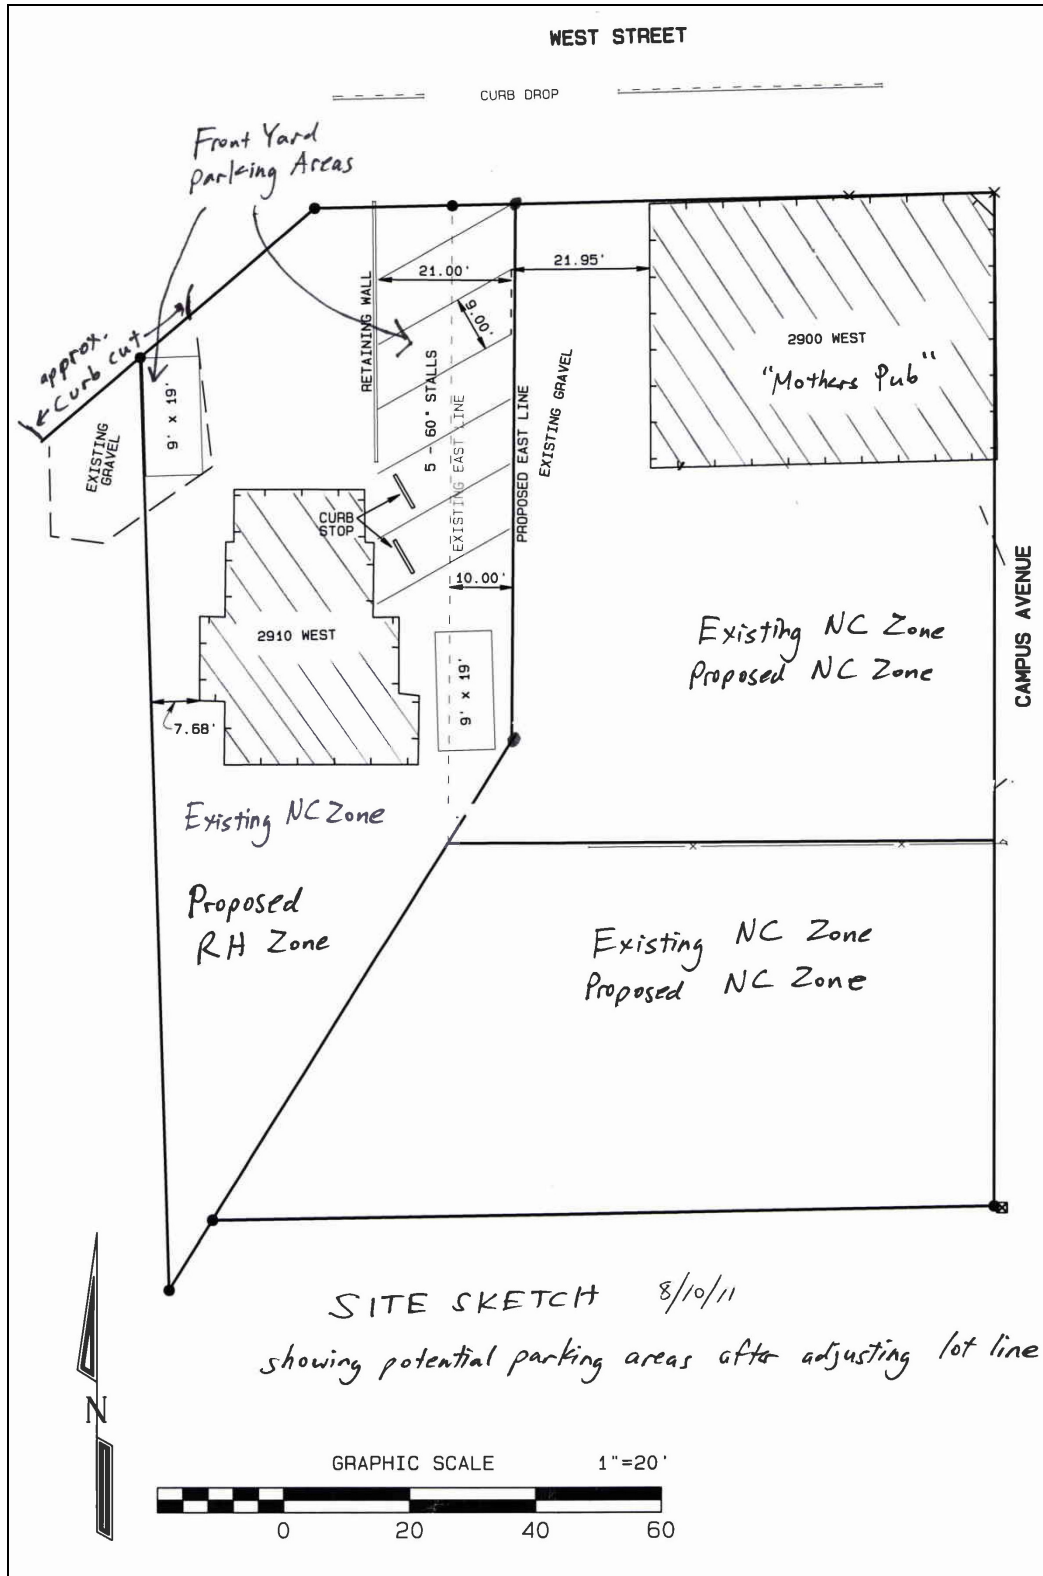 WEST STREET
CURB DROP
Front Yard
Parking Areas
approx.
Curb cut
EXISTING
GRAVEL
9' x 19'
RETAINING WALL
21.00'
9.00'
5 - 60° STALLS
EXISTING EAST LINE
PROPOSED EAST LINE
21.95'
EXISTING GRAVEL
2900 WEST
"Mothers Pub"
CURB
STOP
10.00'
2910 WEST
9' x 19'
7.68'
CAMPUS AVENUE
Existing NC Zone
Proposed NC Zone
Existing NC Zone
Proposed
RH Zone
Existing NC Zone
Proposed NC Zone
SITE SKETCH 8/10/11
showing potential parking areas after adjusting lot line
N
GRAPHIC SCALE 1"=20'
0 20 40 60